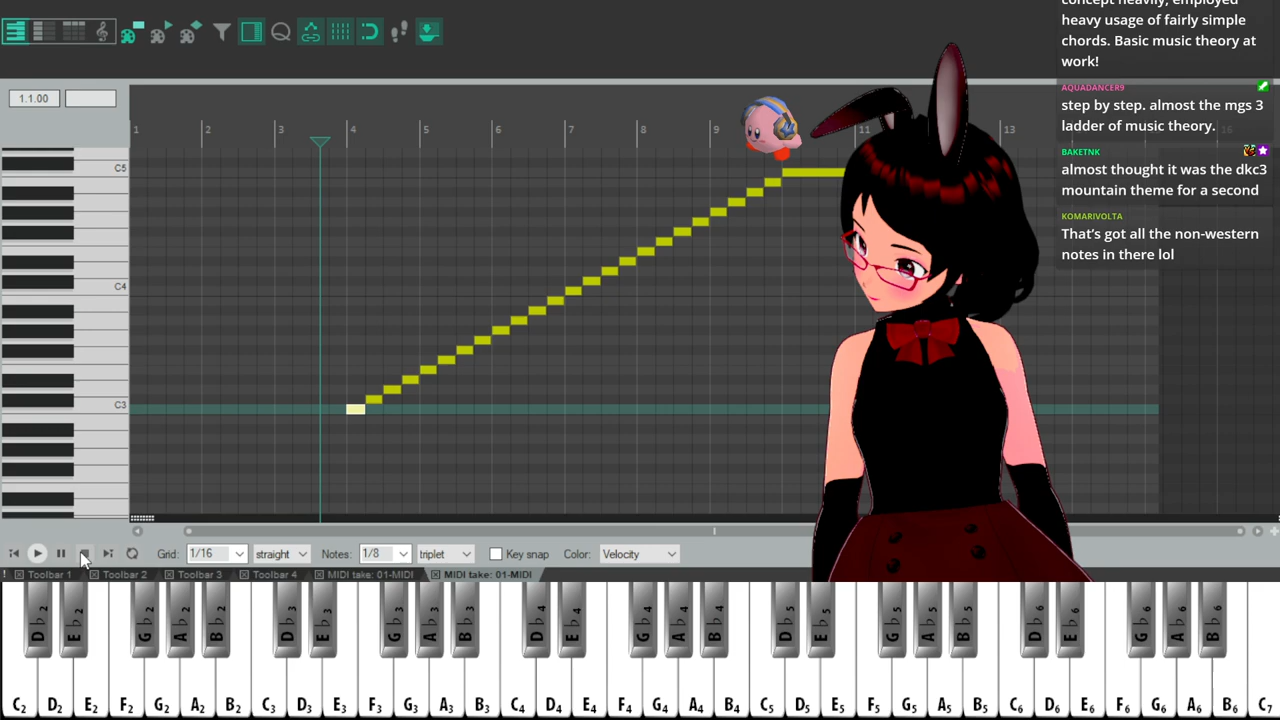 concept heavily, employed
heavy usage of fairly simple
chords. Basic music theory at
work!
AQUADANCER9
step by step. almost the mgs 3
ladder of music theory.
BAKETNK
almost thought it was the dkc3
mountain theme for a second
KOMARIVOLTA
That's got all the non-western
notes in there lol
1.1.00
1 2 3 4 5 6 7 8 9 11 13 16
C5
C4
C3
Grid: 1/16 straight Notes: 1/8 triplet Key snap Color: Velocity
! Toolbar 1 Toolbar 2 Toolbar 3 Toolbar 4 MIDI take: 01-MIDI MIDI take: 01-MIDI
D♭2 E♭2 G♭2 A♭2 B♭2 D♭3 E♭3 G♭3 A♭3 B♭3 D♭4 E♭4 G♭4 A♭4 B♭4 D♭5 E♭5 G♭5 A♭5 B♭5 D♭6 E♭6 G♭6 A♭6 B♭6
C2 D2 E2 F2 G2 A2 B2 C3 D3 E3 F3 G3 A3 B3 C4 D4 E4 F4 G4 A4 B4 C5 D5 E5 F5 G5 A5 B5 C6 D6 E6 F6 G6 A6 B6 C7